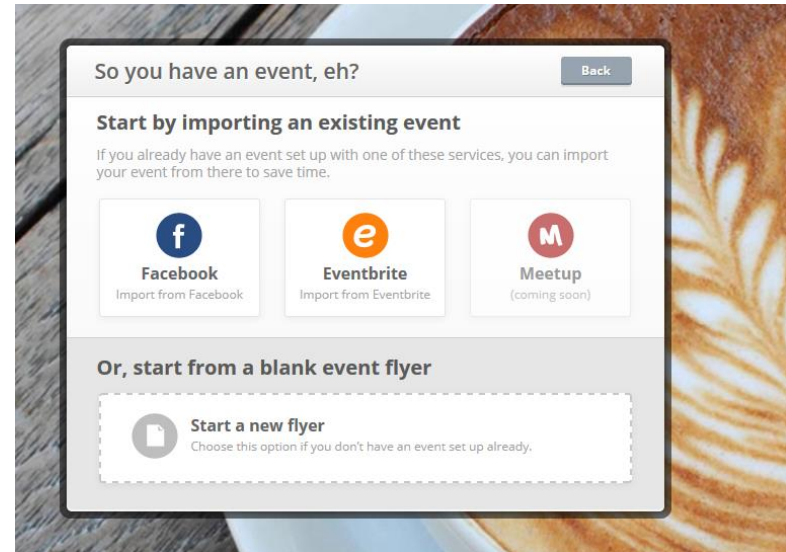 So you have an event, eh?
Back
Start by importing an existing event
If you already have an event set up with one of these services, you can import
your event from there to save time.
f
Facebook
Import from Facebook
e
Eventbrite
Import from Eventbrite
M
Meetup
(coming soon)
Or, start from a blank event flyer
Start a new flyer
Choose this option if you don't have an event set up already.